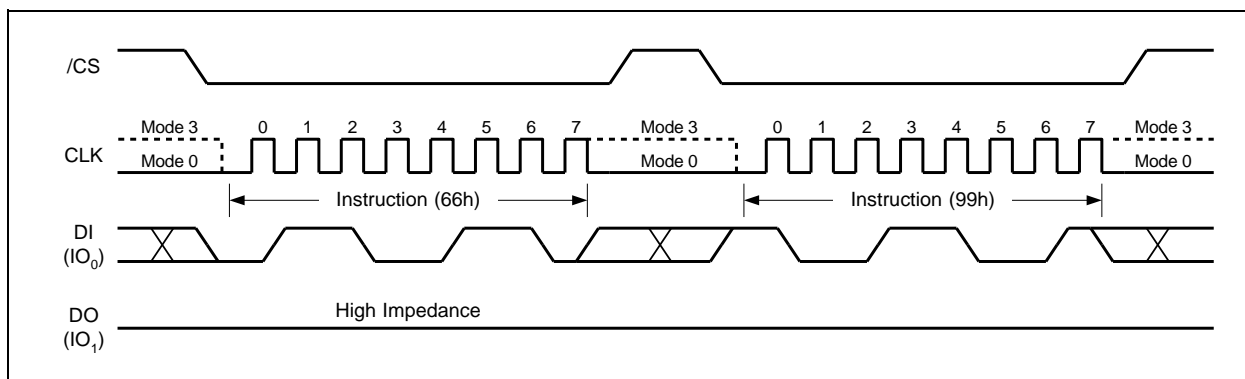 /CS
Mode 3 0 1 2 3 4 5 6 7 Mode 3 0 1 2 3 4 5 6 7 Mode 3
CLK
Mode 0 Mode 0 Mode 0
Instruction (66h) Instruction (99h)
DI
(IO₀)
High Impedance
DO
(IO₁)